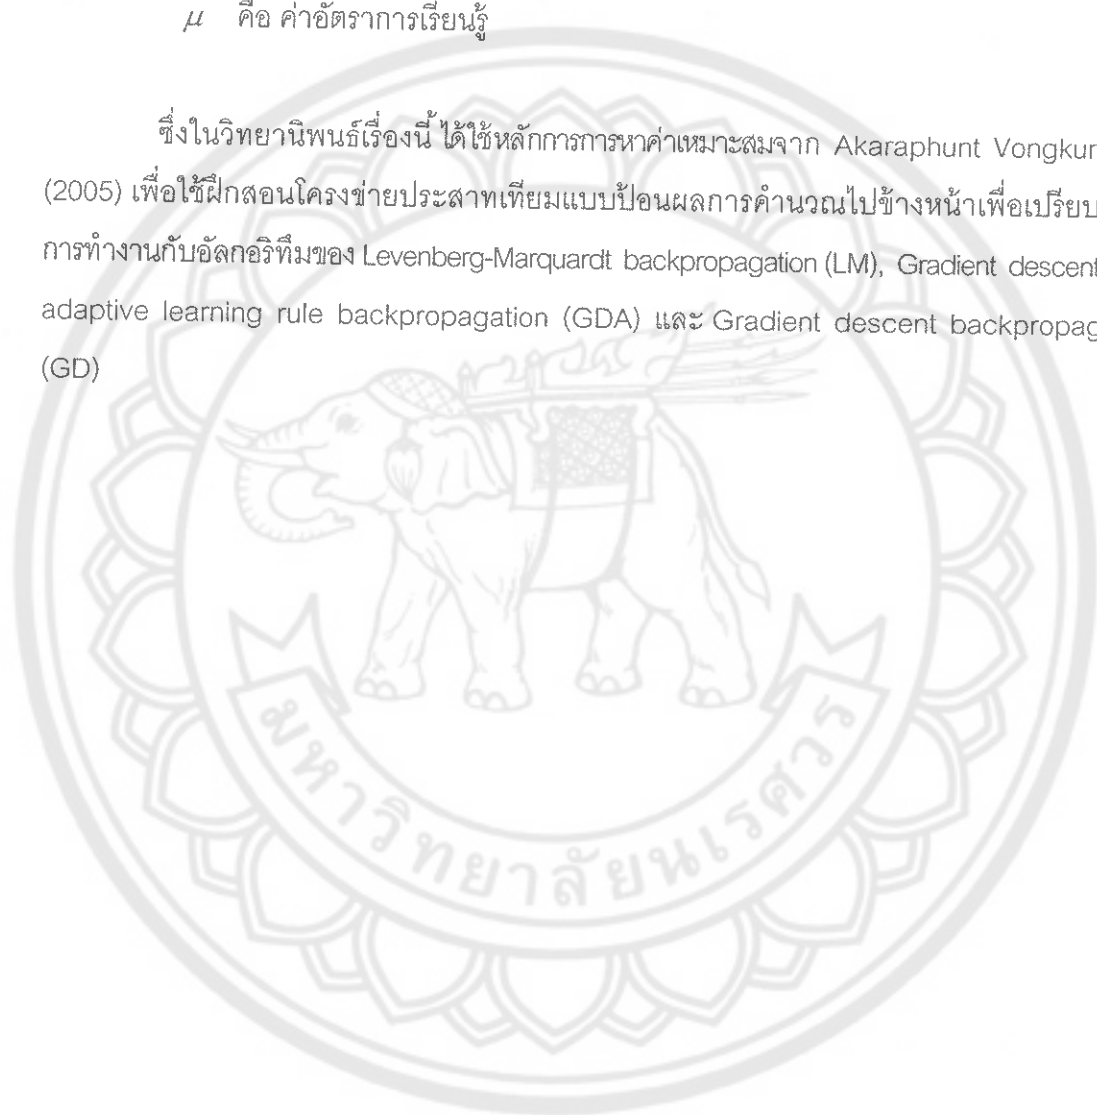 μ คือ ค่าอัตราการเรียนรู้
ซึ่งในวิทยานิพนธ์เรื่องนี้ ได้ใช้หลักการการหาค่าเหมาะสมจาก Akaraphunt Vongkun
(2005) เพื่อใช้ฝึกสอนโครงข่ายประสาทเทียมแบบป้อนผลการคำนวณไปข้างหน้าเพื่อเปรียบ
การทำงานกับอัลกอริทึมของ Levenberg-Marquardt backpropagation (LM), Gradient descent
adaptive learning rule backpropagation (GDA) และ Gradient descent backpropag
(GD)
มหาวิทยาลัยนเรศวร